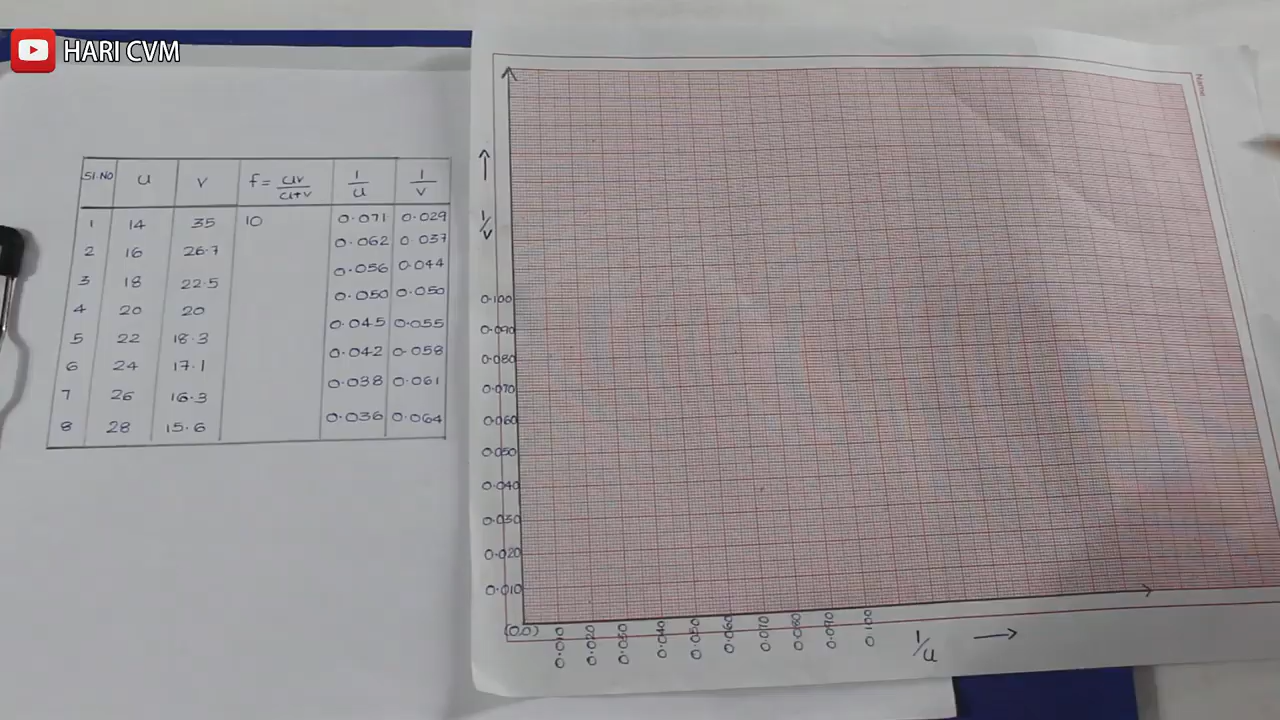 HARI CVM
Sl.No u v f = uv/u+v 1/u 1/v
1 14 35 10 0.071 0.029
2 16 26.7 0.062 0.037
3 18 22.5 0.056 0.044
4 20 20 0.050 0.050
5 22 18.3 0.045 0.055
6 24 17.1 0.042 0.058
7 26 16.3 0.038 0.061
8 28 15.6 0.036 0.064
Name
1/v
0.100
0.090
0.080
0.070
0.060
0.050
0.040
0.030
0.020
0.010
(0,0) 0.010 0.020 0.030 0.040 0.050 0.060 0.070 0.080 0.090 0.100
1/u